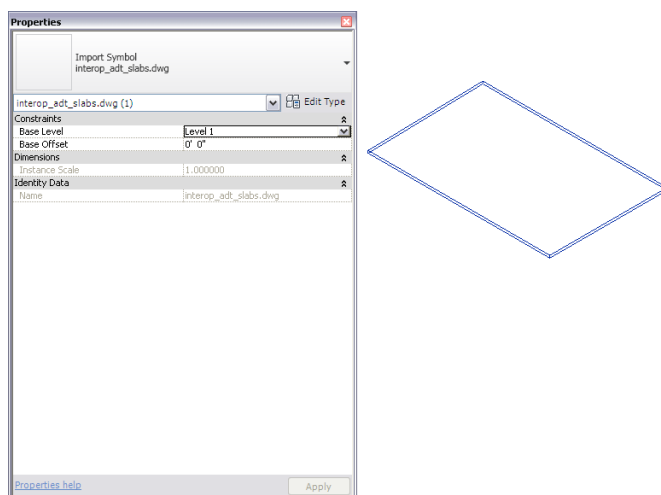 Properties
Import Symbol
interop_adt_slabs.dwg
interop_adt_slabs.dwg (1)
Edit Type
Constraints
Base Level Level 1
Base Offset 0' 0"
Dimensions
Instance Scale 1.000000
Identity Data
Name interop_adt_slabs.dwg
Properties help
Apply